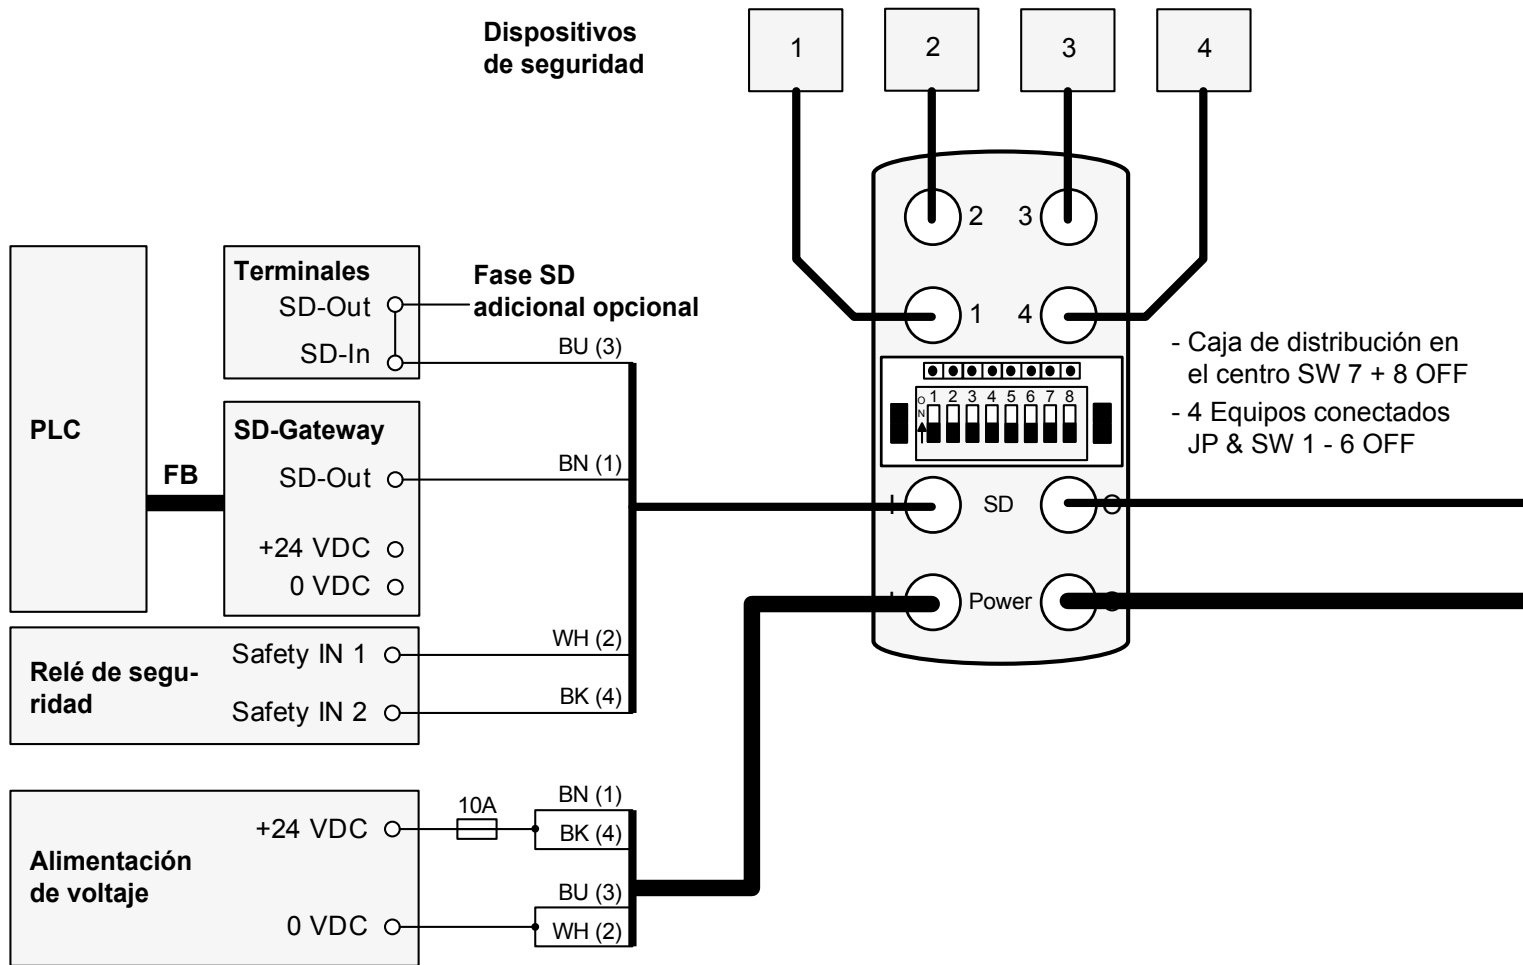 Dispositivos
de seguridad
1
2
3
4
2
3
1
4
Terminales
SD-Out
SD-In
Fase SD
adicional opcional
BU (3)
PLC
FB
SD-Gateway
SD-Out
+24 VDC
0 VDC
BN (1)
Relé de segu-
ridad
Safety IN 1
Safety IN 2
WH (2)
BK (4)
Alimentación
de voltaje
+24 VDC
0 VDC
10A
BN (1)
BK (4)
BU (3)
WH (2)
O
N
1 2 3 4 5 6 7 8
I SD O
I Power O
- Caja de distribución en
el centro SW 7 + 8 OFF
- 4 Equipos conectados
JP & SW 1 - 6 OFF